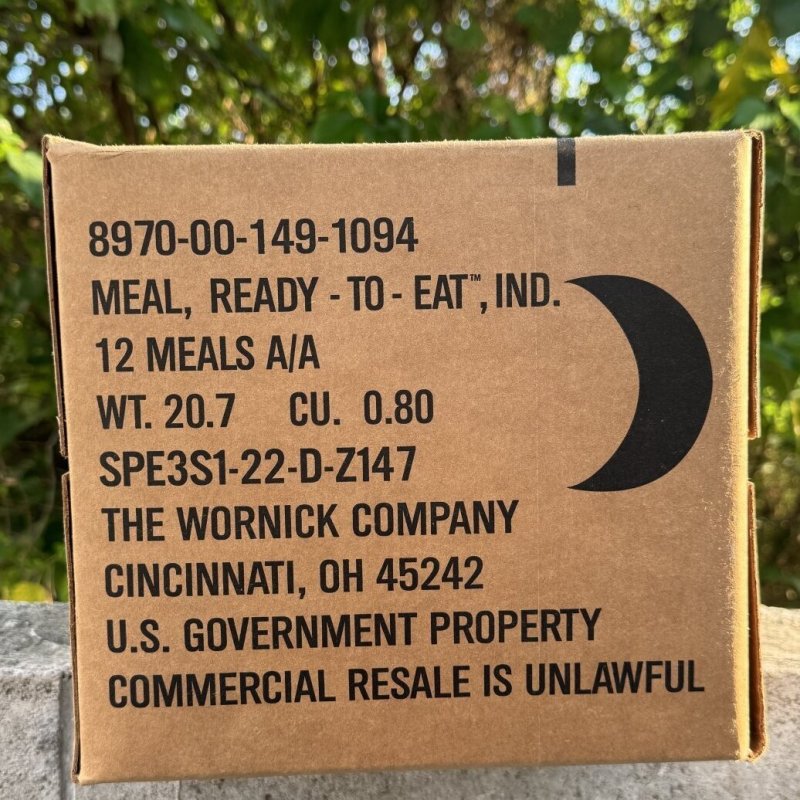 8970-00-149-1094
MEAL, READY - TO - EAT™, IND.
12 MEALS A/A
WT. 20.7 CU. 0.80
SPE3S1-22-D-Z147
THE WORNICK COMPANY
CINCINNATI, OH 45242
U.S. GOVERNMENT PROPERTY
COMMERCIAL RESALE IS UNLAWFUL